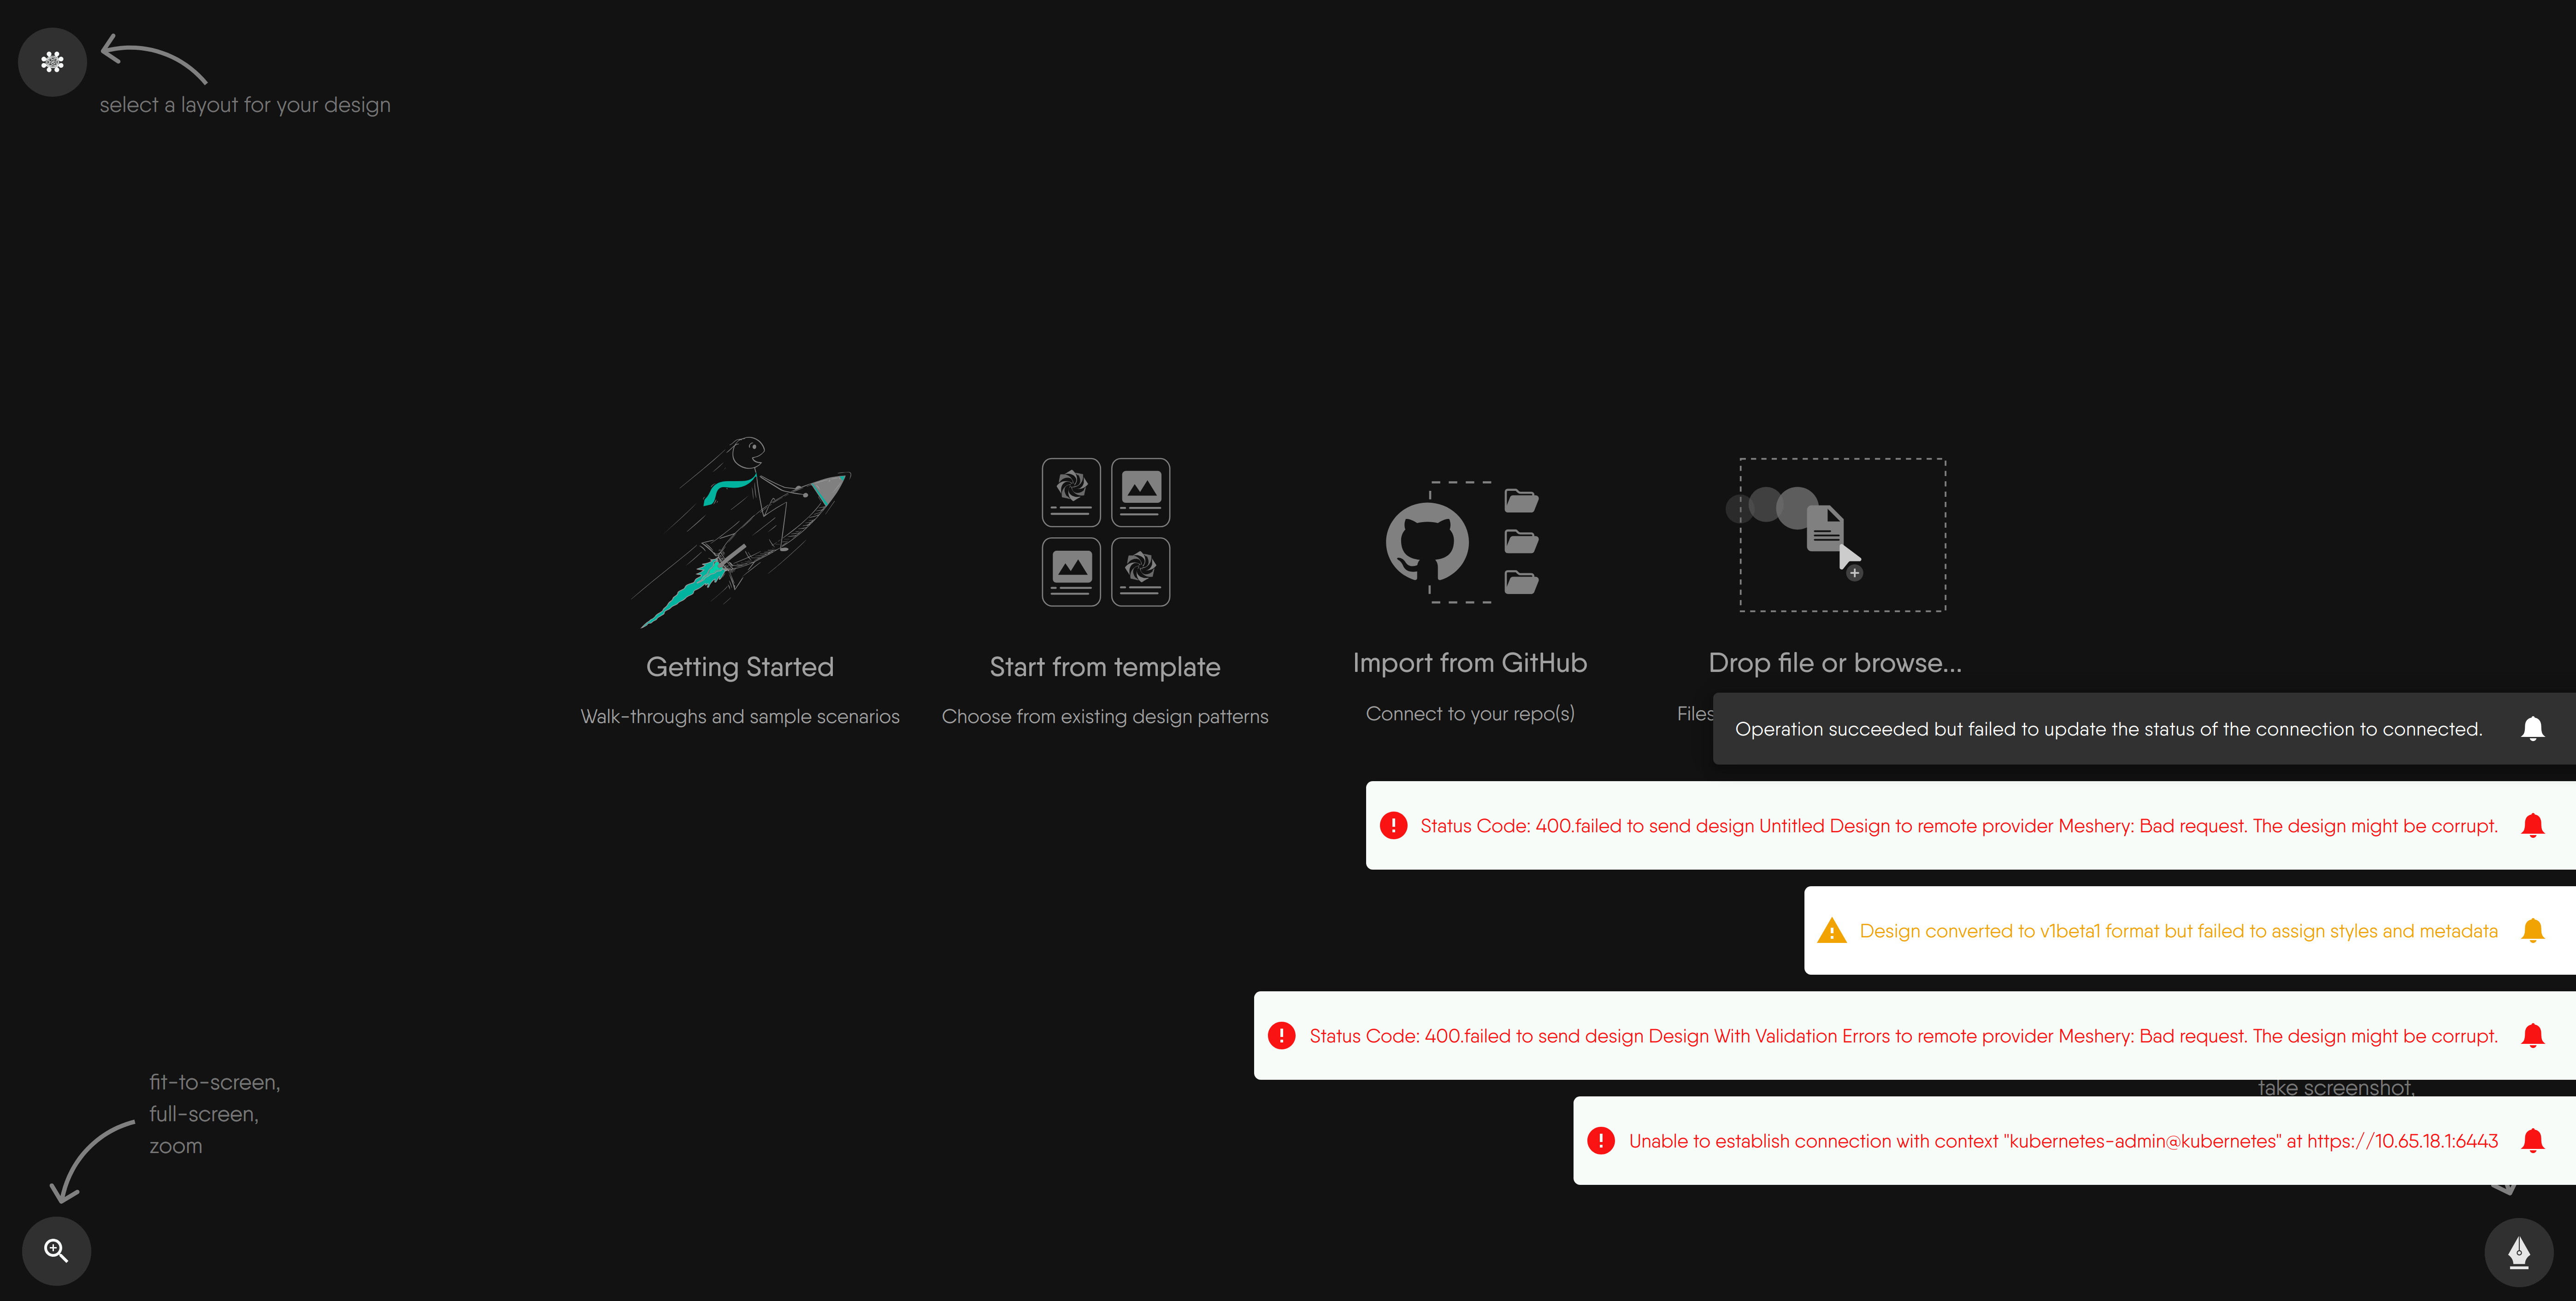 select a layout for your design
Getting Started
Start from template
Import from GitHub
Drop file or browse...
Walk-throughs and sample scenarios
Choose from existing design patterns
Connect to your repo(s)
Files
Operation succeeded but failed to update the status of the connection to connected.
Status Code: 400.failed to send design Untitled Design to remote provider Meshery: Bad request. The design might be corrupt.
Design converted to v1beta1 format but failed to assign styles and metadata
Status Code: 400.failed to send design Design With Validation Errors to remote provider Meshery: Bad request. The design might be corrupt.
fit-to-screen,
full-screen,
zoom
take screenshot,
Unable to establish connection with context "kubernetes-admin@kubernetes" at https://10.65.18.1:6443